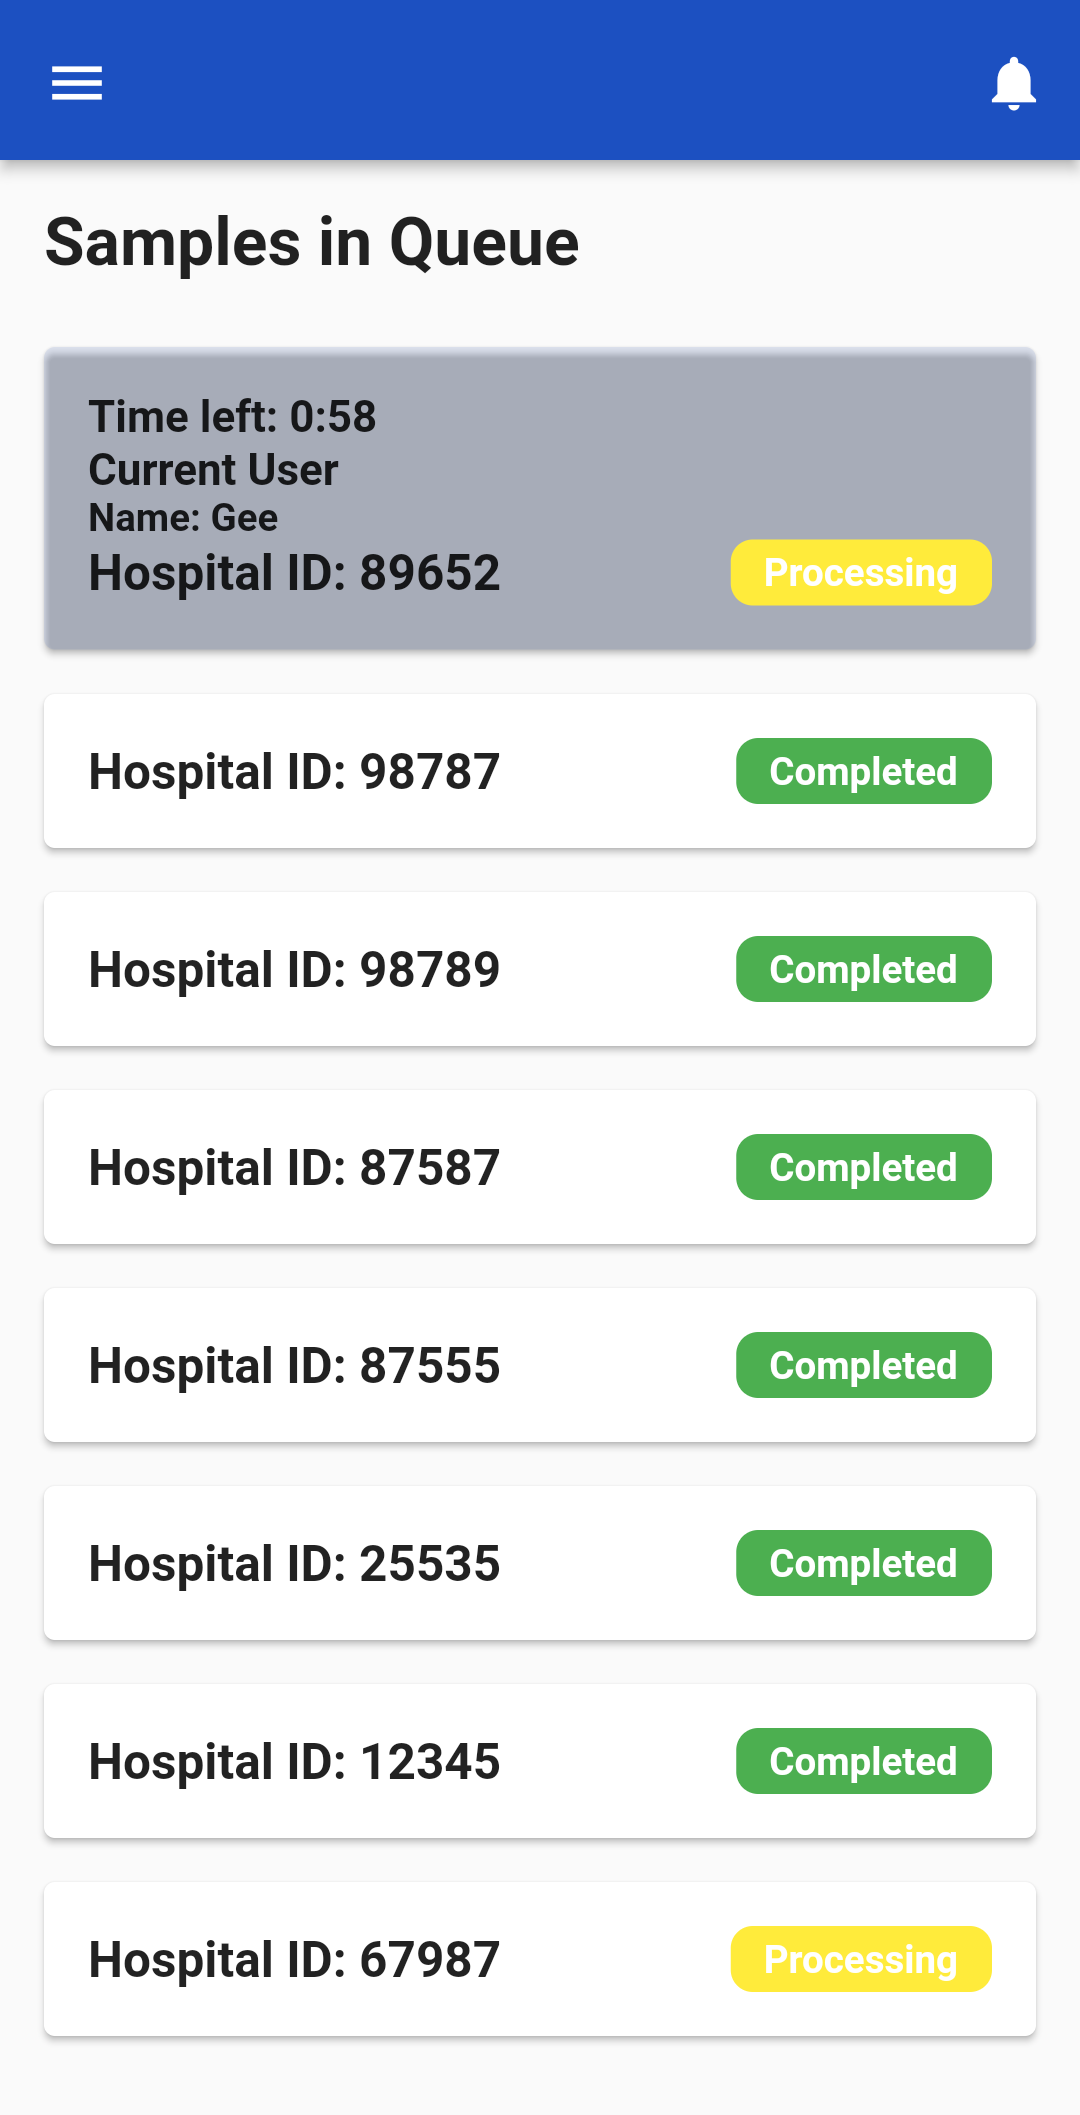 Samples in Queue
Time left: 0:58
Current User
Name: Gee
Hospital ID: 89652 Processing
Hospital ID: 98787 Completed
Hospital ID: 98789 Completed
Hospital ID: 87587 Completed
Hospital ID: 87555 Completed
Hospital ID: 25535 Completed
Hospital ID: 12345 Completed
Hospital ID: 67987 Processing